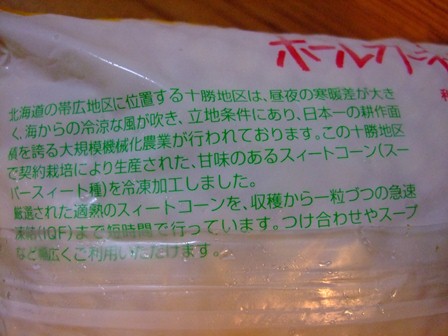 ホールカーネ
北海道の帯広地区に位置する十勝地区は、昼夜の寒暖差が大き
く、海からの冷涼な風が吹き、立地条件にあり、日本一の耕作面
積を誇る大規模機械化農業が行われております。この十勝地区
で契約栽培により生産された、甘味のあるスィートコーン(スー
パースィート種)を冷凍加工しました。
厳選された適熟のスィートコーンを、収穫から一粒づつの急速
凍結(IQF)まで短時間で行っています。つけ合わせやスープ
など幅広くご利用いただけます。